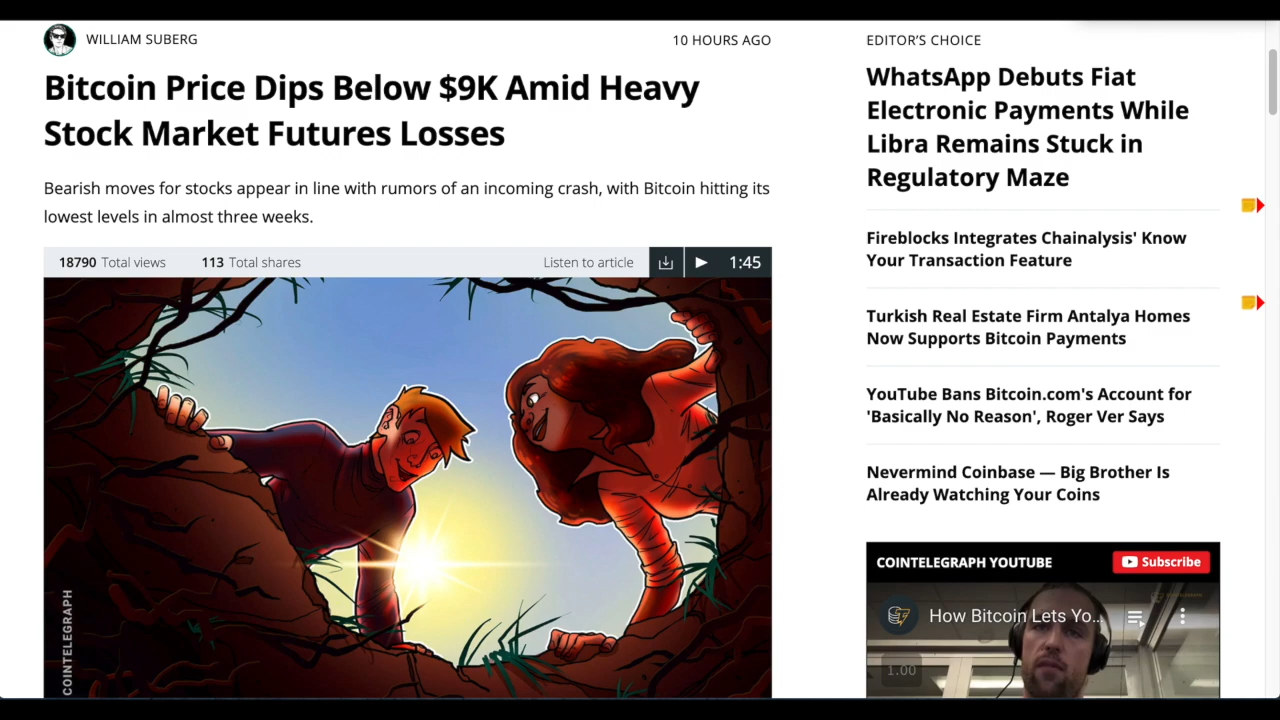 WILLIAM SUBERG
10 HOURS AGO
Bitcoin Price Dips Below $9K Amid Heavy
Stock Market Futures Losses
Bearish moves for stocks appear in line with rumors of an incoming crash, with Bitcoin hitting its
lowest levels in almost three weeks.
18790 Total views
113 Total shares
Listen to article
1:45
COINTELEGRAPH
EDITOR'S CHOICE
WhatsApp Debuts Fiat
Electronic Payments While
Libra Remains Stuck in
Regulatory Maze
Fireblocks Integrates Chainalysis' Know
Your Transaction Feature
Turkish Real Estate Firm Antalya Homes
Now Supports Bitcoin Payments
YouTube Bans Bitcoin.com's Account for
'Basically No Reason', Roger Ver Says
Nevermind Coinbase — Big Brother Is
Already Watching Your Coins
COINTELEGRAPH YOUTUBE
Subscribe
How Bitcoin Lets Yo...
1.00